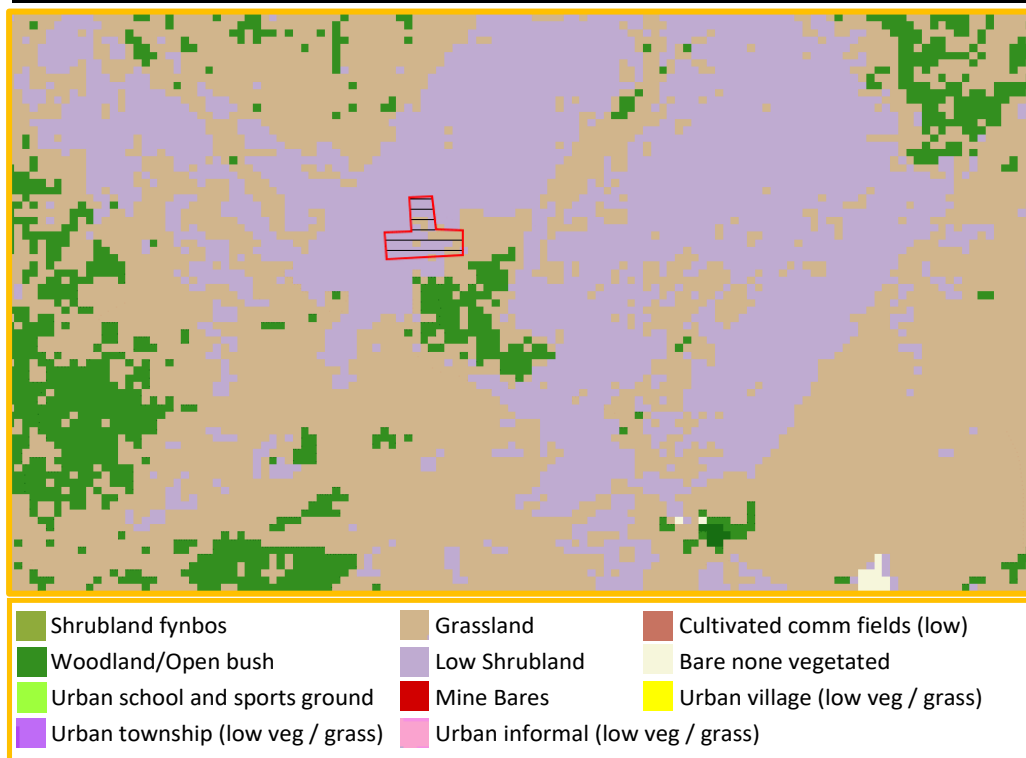 Shrubland fynbos
Grassland
Cultivated comm fields (low)
Woodland/Open bush
Low Shrubland
Bare none vegetated
Urban school and sports ground
Mine Bares
Urban village (low veg / grass)
Urban township (low veg / grass)
Urban informal (low veg / grass)